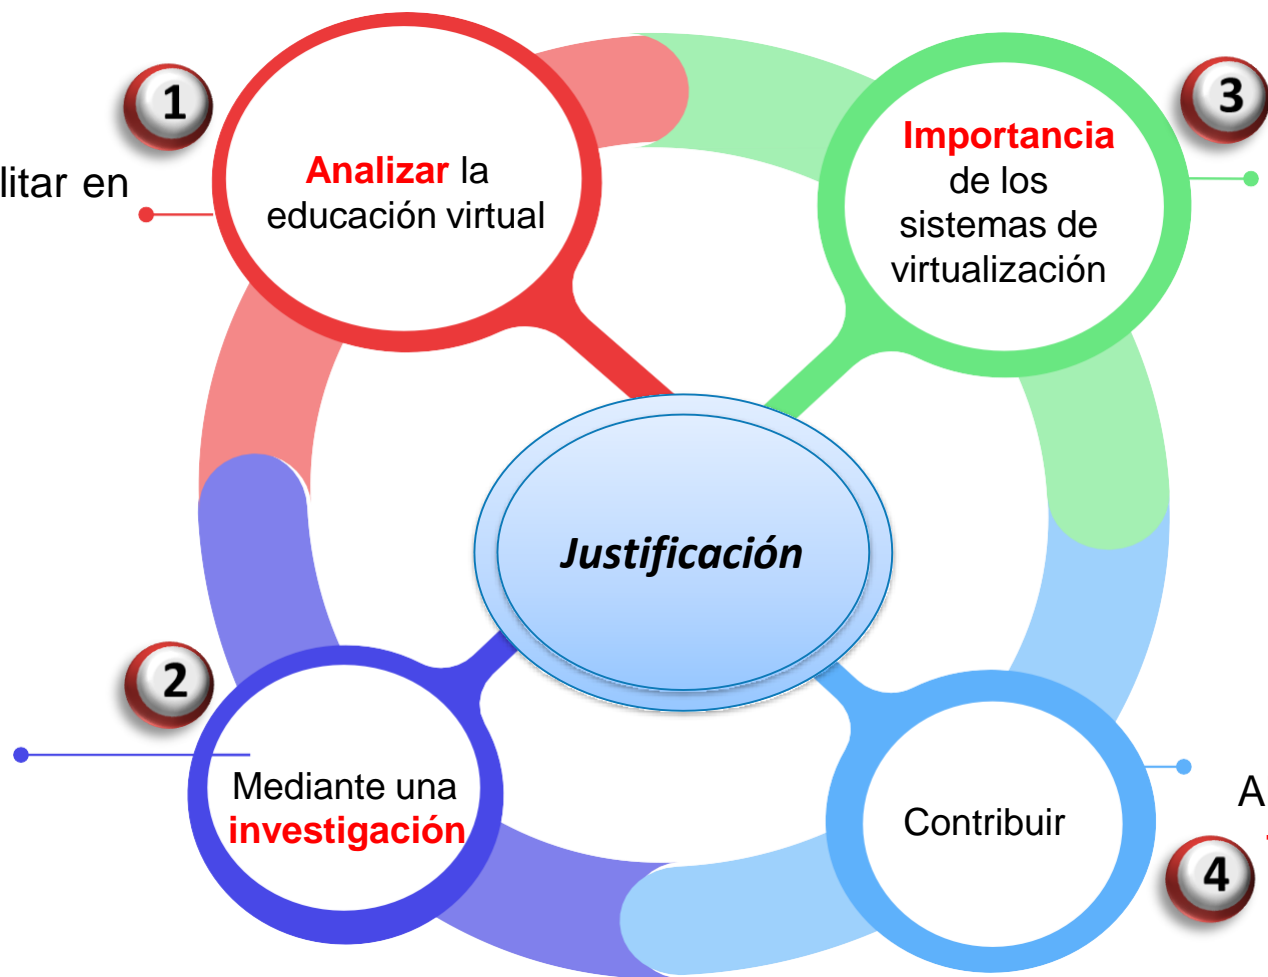 1
litar en
Analizar la
educación virtual
3
Importancia
de los
sistemas de
virtualización
Justificación
2
Mediante una
investigación
Contribuir
A
4